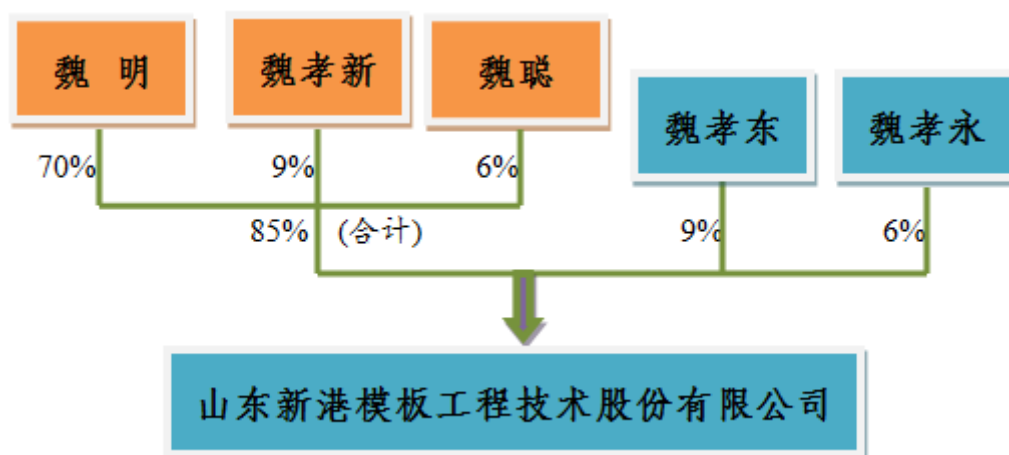 魏 明
魏孝新
魏聪
魏孝东
魏孝永
70%
9%
6%
85% (合计)
9%
6%
山东新港模板工程技术股份有限公司